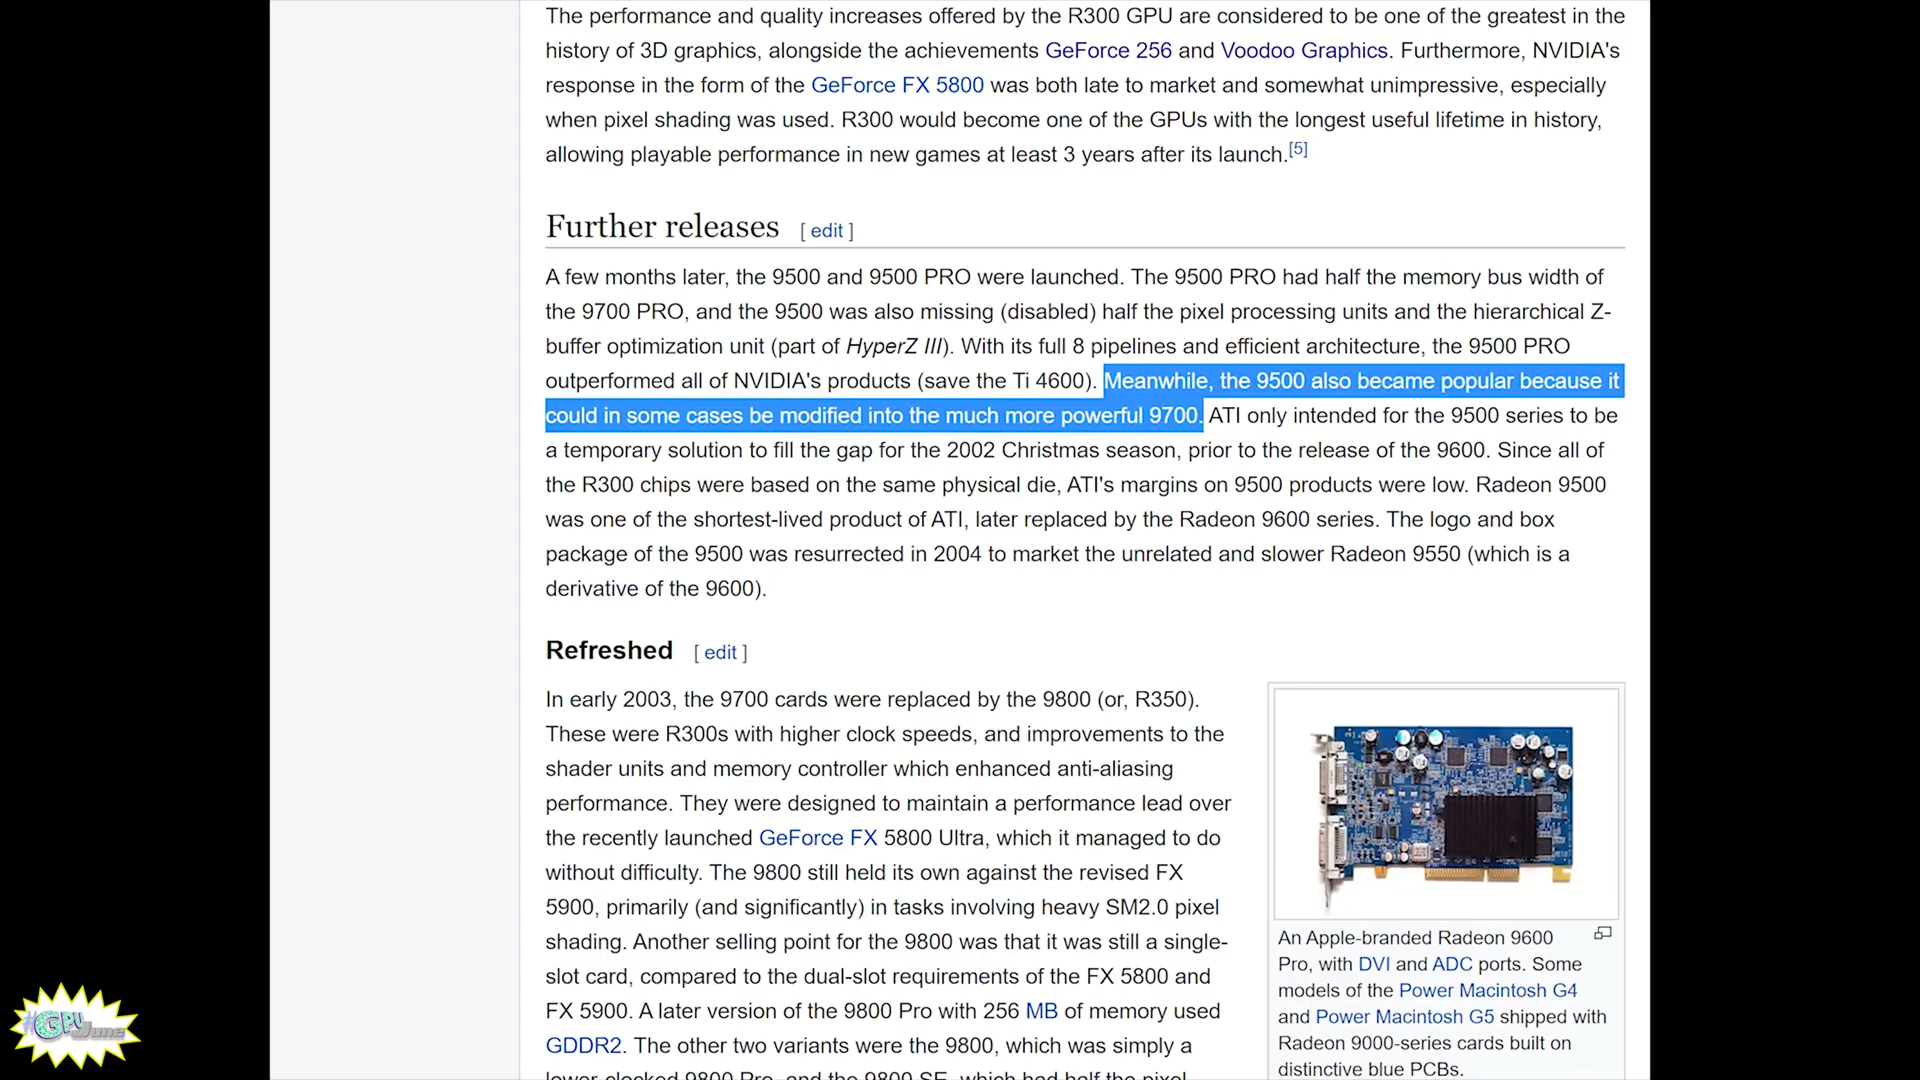 The performance and quality increases offered by the R300 GPU are considered to be one of the greatest in the
history of 3D graphics, alongside the achievements GeForce 256 and Voodoo Graphics. Furthermore, NVIDIA's
response in the form of the GeForce FX 5800 was both late to market and somewhat unimpressive, especially
when pixel shading was used. R300 would become one of the GPUs with the longest useful lifetime in history,
allowing playable performance in new games at least 3 years after its launch.[5]
Further releases [ edit ]
A few months later, the 9500 and 9500 PRO were launched. The 9500 PRO had half the memory bus width of
the 9700 PRO, and the 9500 was also missing (disabled) half the pixel processing units and the hierarchical Z-
buffer optimization unit (part of HyperZ III). With its full 8 pipelines and efficient architecture, the 9500 PRO
outperformed all of NVIDIA's products (save the Ti 4600). Meanwhile, the 9500 also became popular because it
could in some cases be modified into the much more powerful 9700. ATI only intended for the 9500 series to be
a temporary solution to fill the gap for the 2002 Christmas season, prior to the release of the 9600. Since all of
the R300 chips were based on the same physical die, ATI's margins on 9500 products were low. Radeon 9500
was one of the shortest-lived product of ATI, later replaced by the Radeon 9600 series. The logo and box
package of the 9500 was resurrected in 2004 to market the unrelated and slower Radeon 9550 (which is a
derivative of the 9600).
Refreshed [ edit ]
In early 2003, the 9700 cards were replaced by the 9800 (or, R350).
These were R300s with higher clock speeds, and improvements to the
shader units and memory controller which enhanced anti-aliasing
performance. They were designed to maintain a performance lead over
the recently launched GeForce FX 5800 Ultra, which it managed to do
without difficulty. The 9800 still held its own against the revised FX
5900, primarily (and significantly) in tasks involving heavy SM2.0 pixel
shading. Another selling point for the 9800 was that it was still a single-
slot card, compared to the dual-slot requirements of the FX 5800 and
FX 5900. A later version of the 9800 Pro with 256 MB of memory used
GDDR2. The other two variants were the 9800, which was simply a
lower-clocked 9800 Pro, and the 9800 SE, which had half the pixel
An Apple-branded Radeon 9600
Pro, with DVI and ADC ports. Some
models of the Power Macintosh G4
and Power Macintosh G5 shipped with
Radeon 9000-series cards built on
distinctive blue PCBs.
#GPUJune